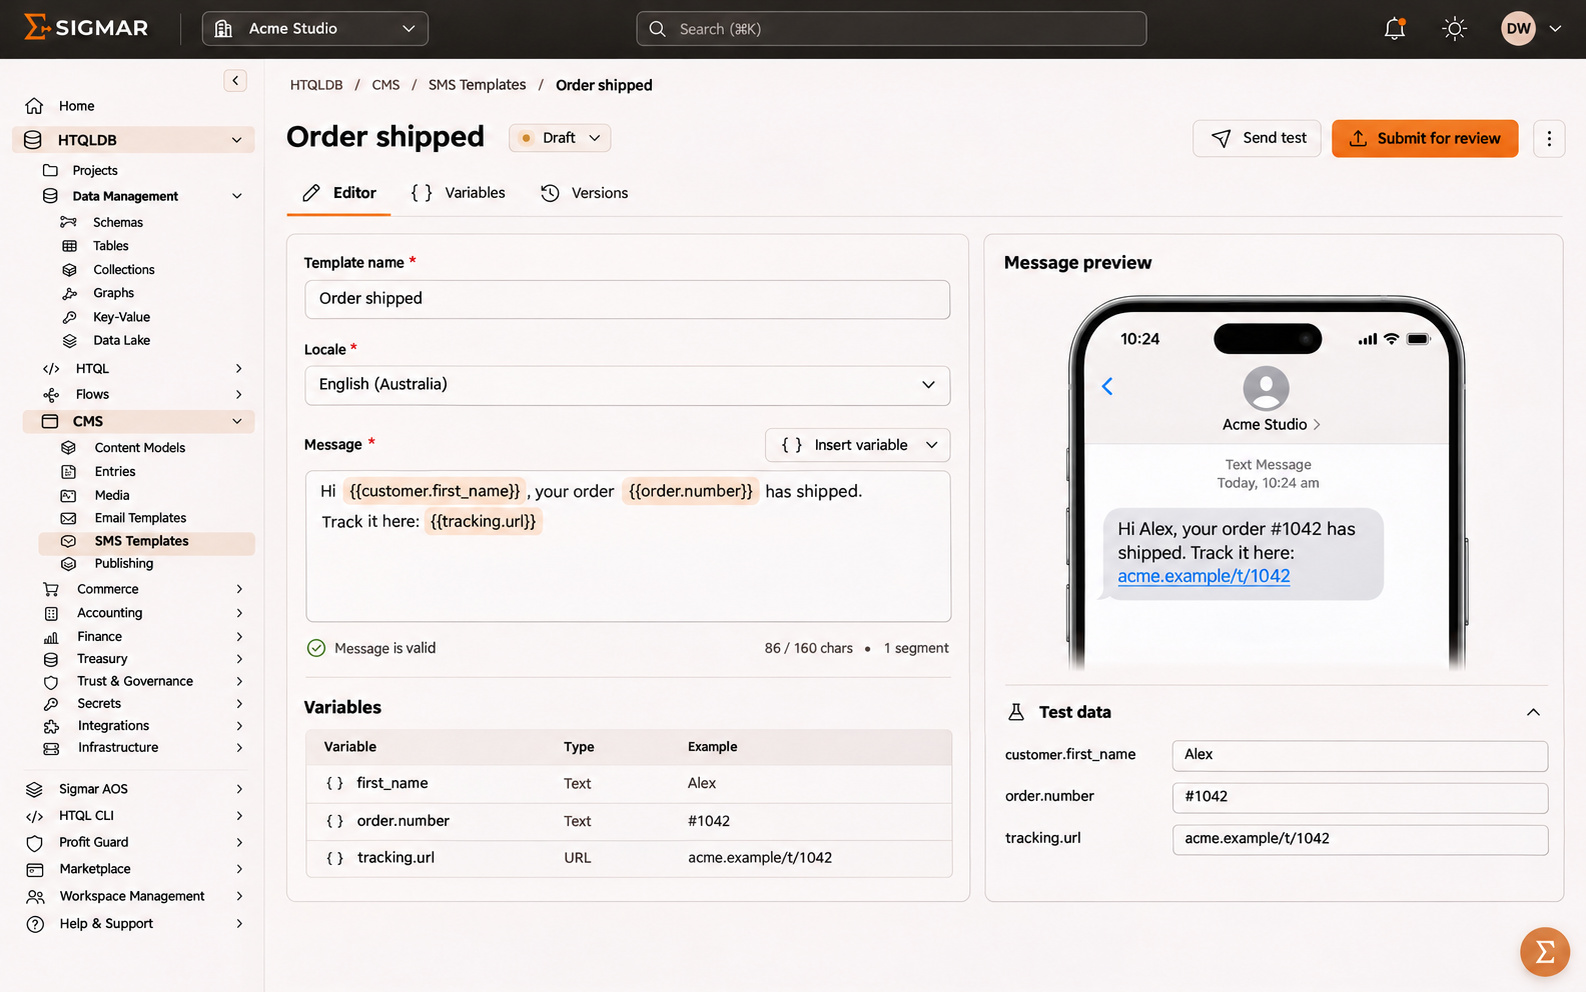 SIGMAR
Acme Studio
Search (⌘K)
DW
Home
HTQLDB
Projects
Data Management
Schemas
Tables
Collections
Graphs
Key-Value
Data Lake
HTQL
Flows
CMS
Content Models
Entries
Media
Email Templates
SMS Templates
Publishing
Commerce
Accounting
Finance
Treasury
Trust & Governance
Secrets
Integrations
Infrastructure
Sigmar AOS
HTQL CLI
Profit Guard
Marketplace
Workspace Management
Help & Support
HTQLDB / CMS / SMS Templates / Order shipped
Order shipped
Draft
Send test
Submit for review
Editor
{ } Variables
Versions
Template name *
Order shipped
Locale *
English (Australia)
Message *
{ } Insert variable
Hi {{customer.first_name}}, your order {{order.number}} has shipped.
Track it here: {{tracking.url}}
Message is valid
86 / 160 chars • 1 segment
Variables
Variable Type Example
{ } first_name Text Alex
{ } order.number Text #1042
{ } tracking.url URL acme.example/t/1042
Message preview
10:24
Acme Studio
Text Message
Today, 10:24 am
Hi Alex, your order #1042 has
shipped. Track it here:
acme.example/t/1042
Test data
customer.first_name Alex
order.number #1042
tracking.url acme.example/t/1042
Σ